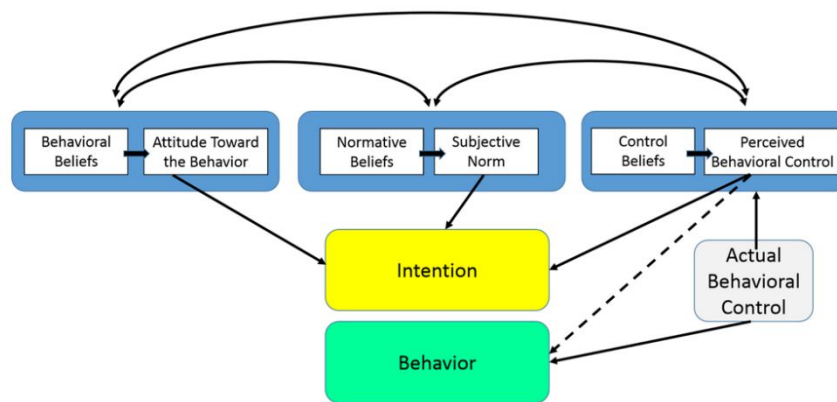 Behavioral
Beliefs
Attitude Toward
the Behavior
Normative
Beliefs
Subjective
Norm
Control
Beliefs
Perceived
Behavioral Control
Intention
Actual
Behavioral
Control
Behavior